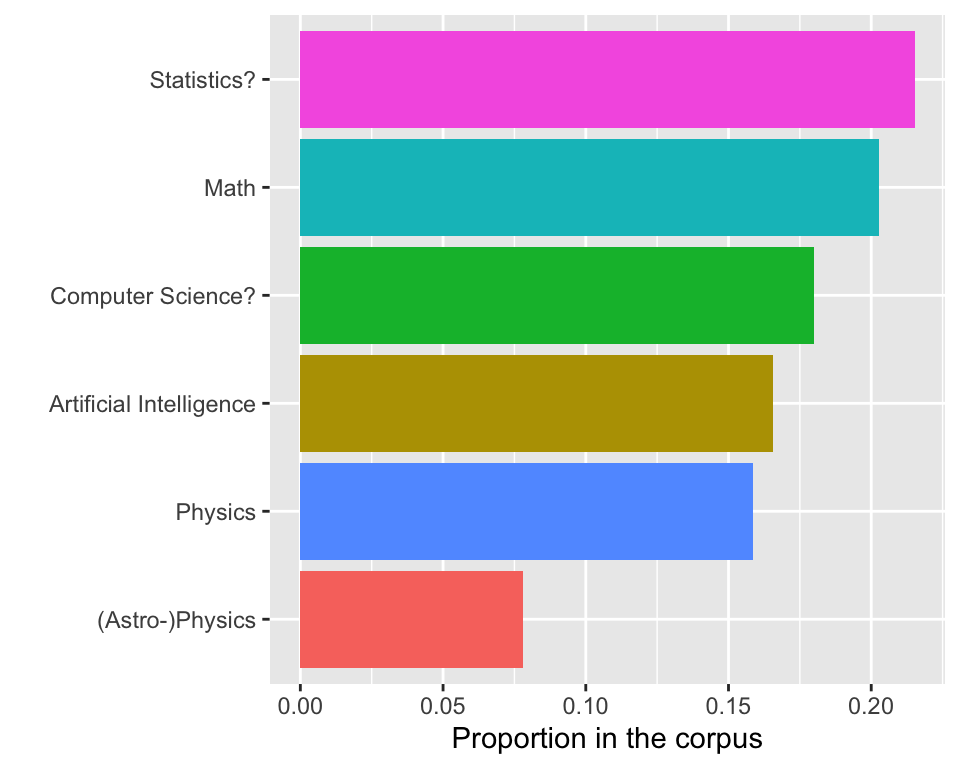 Statistics?
Math
Computer Science?
Artificial Intelligence
Physics
(Astro-)Physics
0.00 0.05 0.10 0.15 0.20
Proportion in the corpus